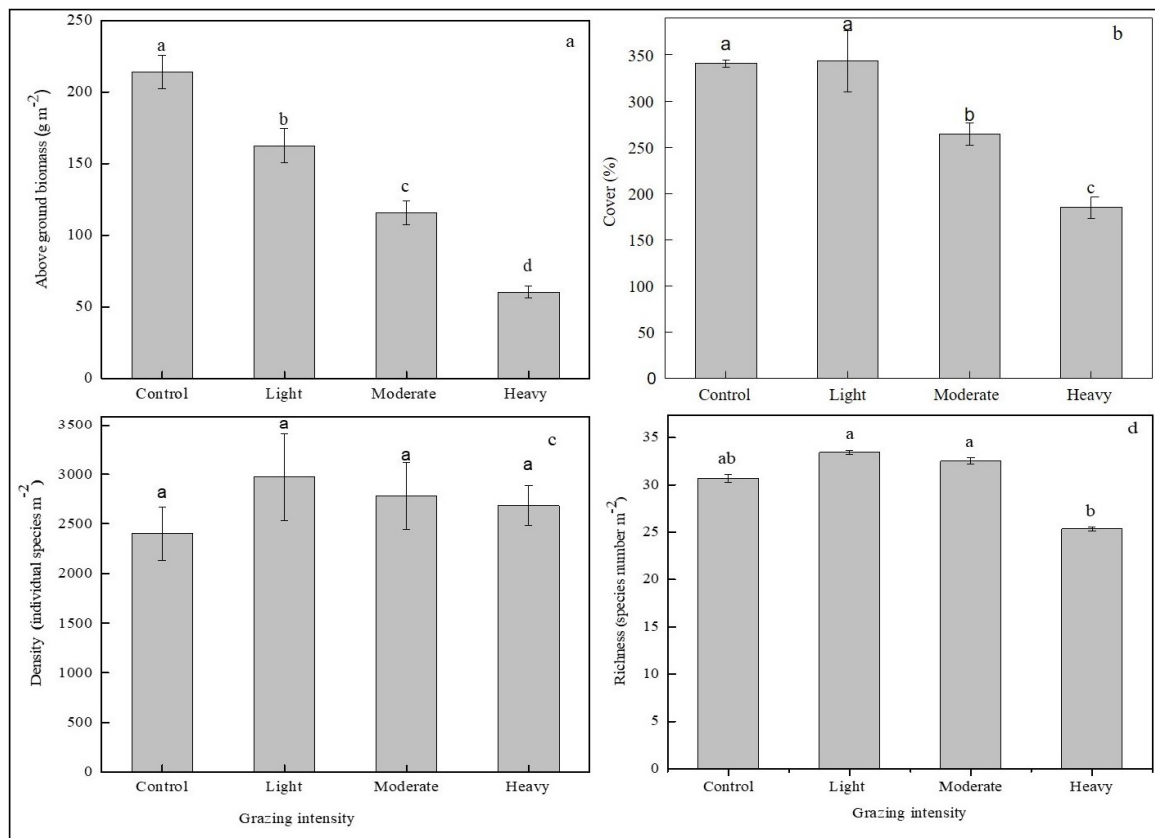 a
Above ground biomass (g m-2)
250
200
150
100
50
0
a
b
c
d
Control Light Moderate Heavy
b
Cover (%)
350
300
250
200
150
100
50
0
a
a
b
c
Control Light Moderate Heavy
c
Density (individual species m-2)
3500
3000
2500
2000
1500
1000
500
0
a
a
a
a
Control Light Moderate Heavy
Grazing intensity
d
Richness (species number m-2)
35
30
25
20
15
10
5
0
ab
a
a
b
Control Light Moderate Heavy
Grazing intensity